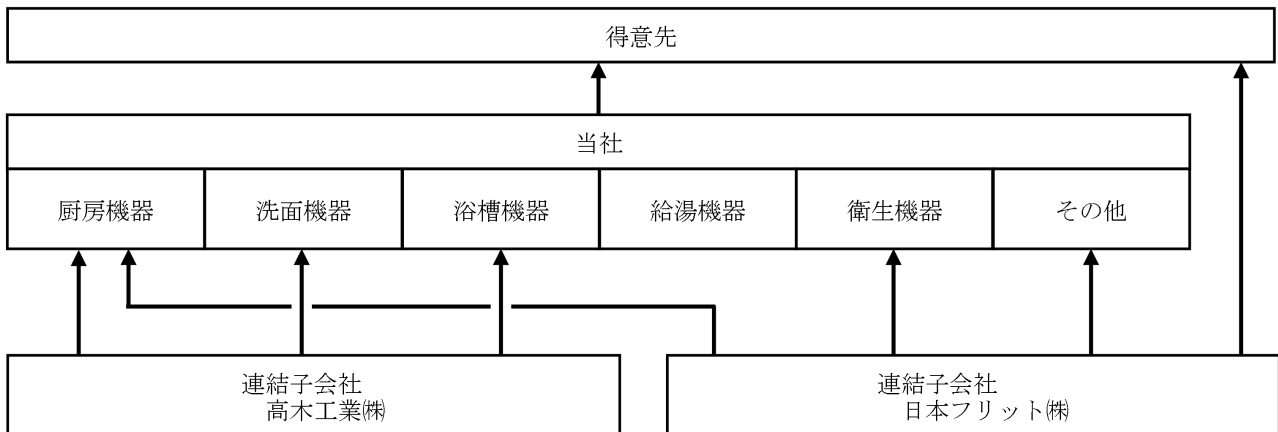 得意先
当社
厨房機器
洗面機器
浴槽機器
給湯機器
衛生機器
その他
連結子会社
高木工業㈱
連結子会社
日本フリット㈱